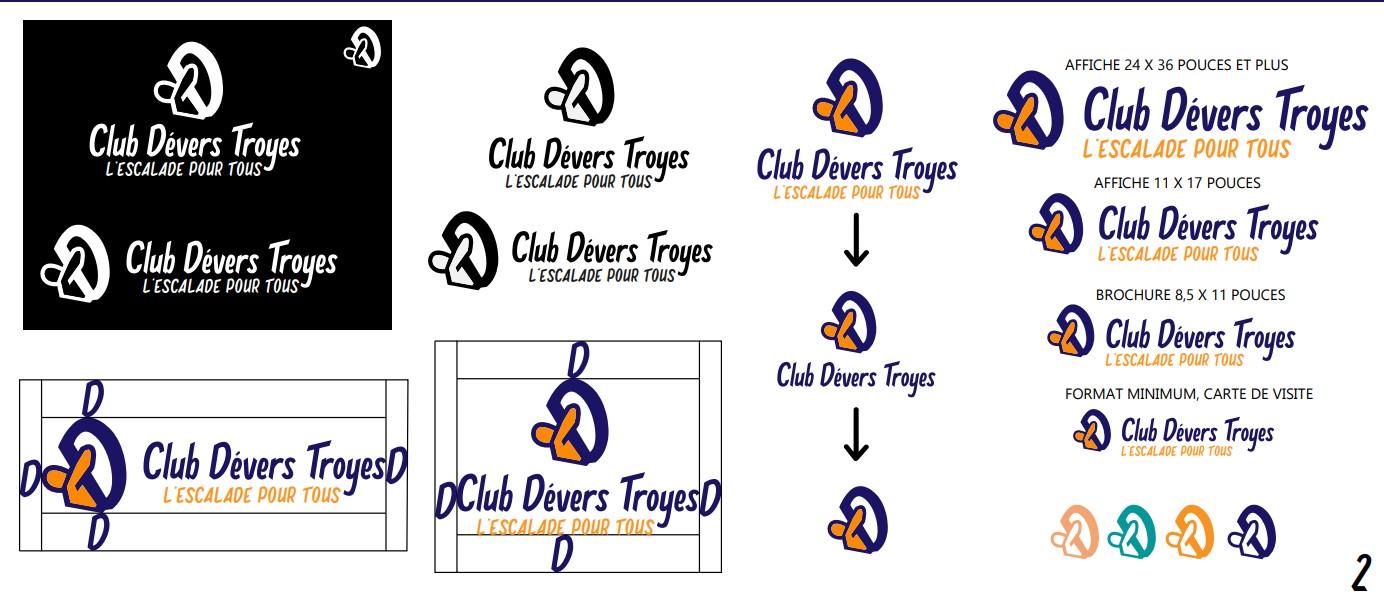 Club Dévers Troyes
L'ESCALADE POUR TOUS
Club Dévers Troyes
L'ESCALADE POUR TOUS
Club Dévers Troyes
L'ESCALADE POUR TOUS
Club Dévers Troyes
L'ESCALADE POUR TOUS
D
D
Club Dévers Troyes
D
L'ESCALADE POUR TOUS
D
D
D
Club Dévers Troyes
D
L'ESCALADE POUR TOUS
D
Club Dévers Troyes
L'ESCALADE POUR TOUS
Club Dévers Troyes
AFFICHE 24 X 36 POUCES ET PLUS
Club Dévers Troyes
L'ESCALADE POUR TOUS
AFFICHE 11 X 17 POUCES
Club Dévers Troyes
L'ESCALADE POUR TOUS
BROCHURE 8,5 X 11 POUCES
Club Dévers Troyes
L'ESCALADE POUR TOUS
FORMAT MINIMUM, CARTE DE VISITE
Club Dévers Troyes
L'ESCALADE POUR TOUS
2